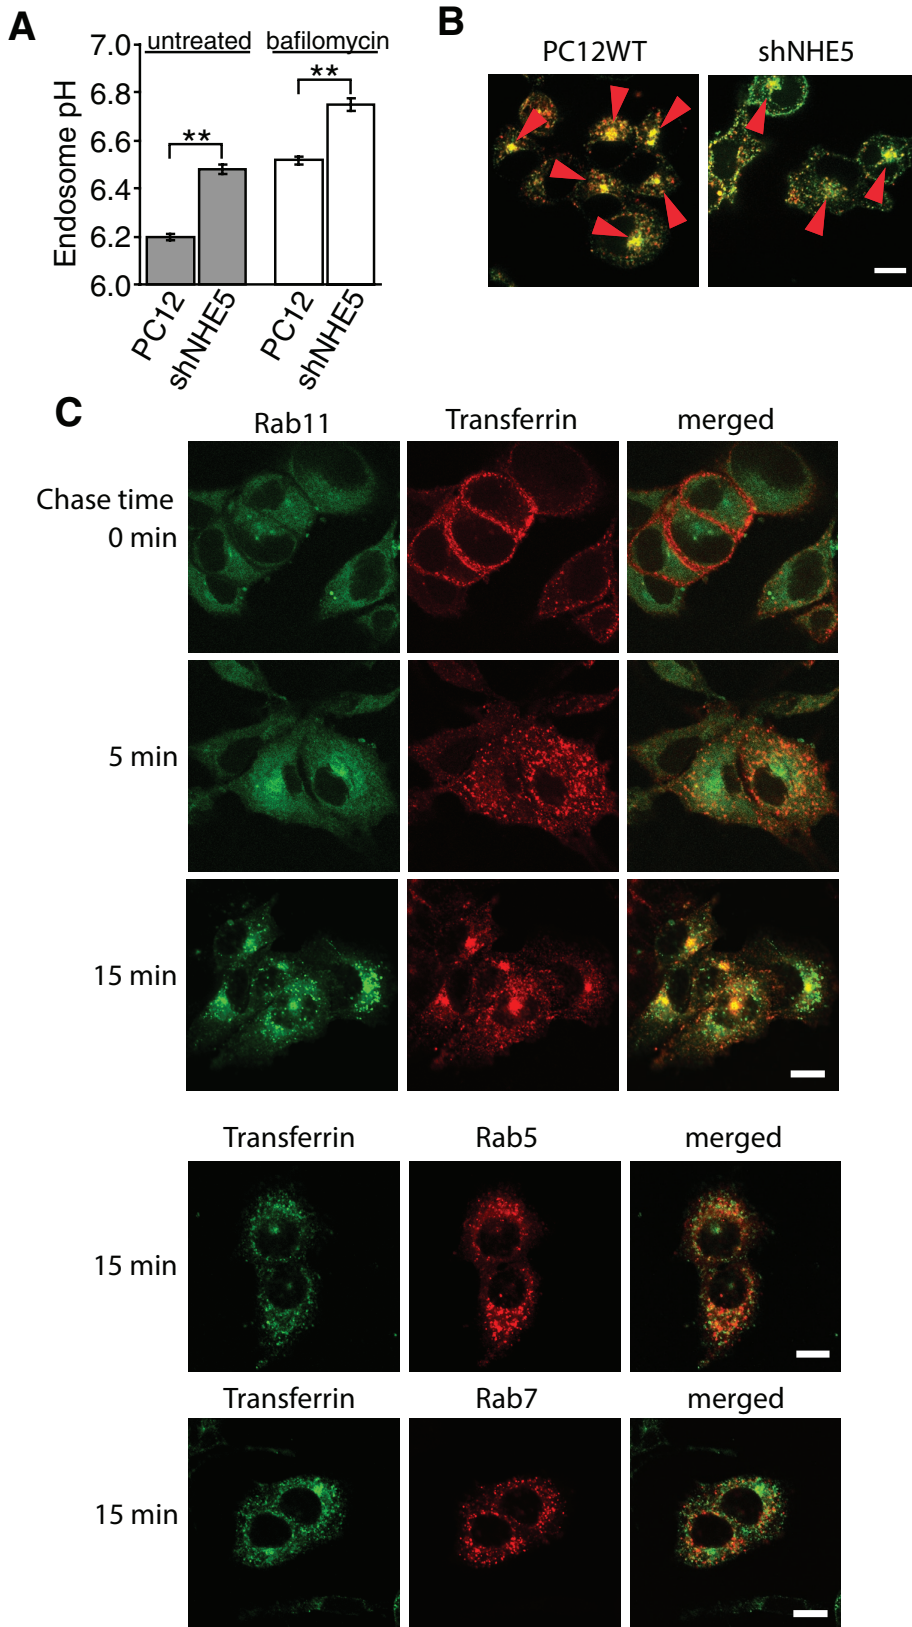 A
untreated
bafilomycin
Endosome pH
7.0
6.8
6.6
6.4
6.2
6.0
**
**
PC12
shNHE5
PC12
shNHE5
B
PC12WT
shNHE5
C
Rab11
Transferrin
merged
Chase time
0 min
5 min
15 min
Transferrin
Rab5
merged
15 min
Transferrin
Rab7
merged
15 min